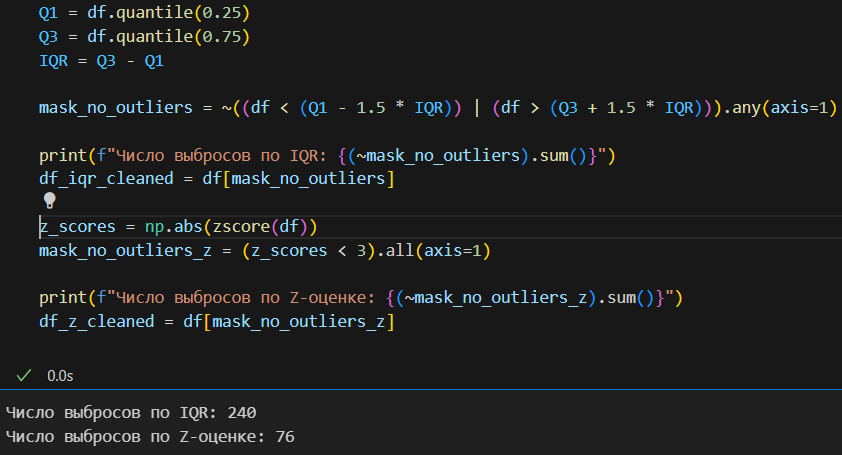 Q1 = df.quantile(0.25)
Q3 = df.quantile(0.75)
IQR = Q3 - Q1
mask_no_outliers = ~((df < (Q1 - 1.5 * IQR)) | (df > (Q3 + 1.5 * IQR))).any(axis=1)
print(f"Число выбросов по IQR: {(~mask_no_outliers).sum()}")
df_iqr_cleaned = df[mask_no_outliers]
z_scores = np.abs(zscore(df))
mask_no_outliers_z = (z_scores < 3).all(axis=1)
print(f"Число выбросов по Z-оценке: {(~mask_no_outliers_z).sum()}")
df_z_cleaned = df[mask_no_outliers_z]
0.0s
Число выбросов по IQR: 240
Число выбросов по Z-оценке: 76